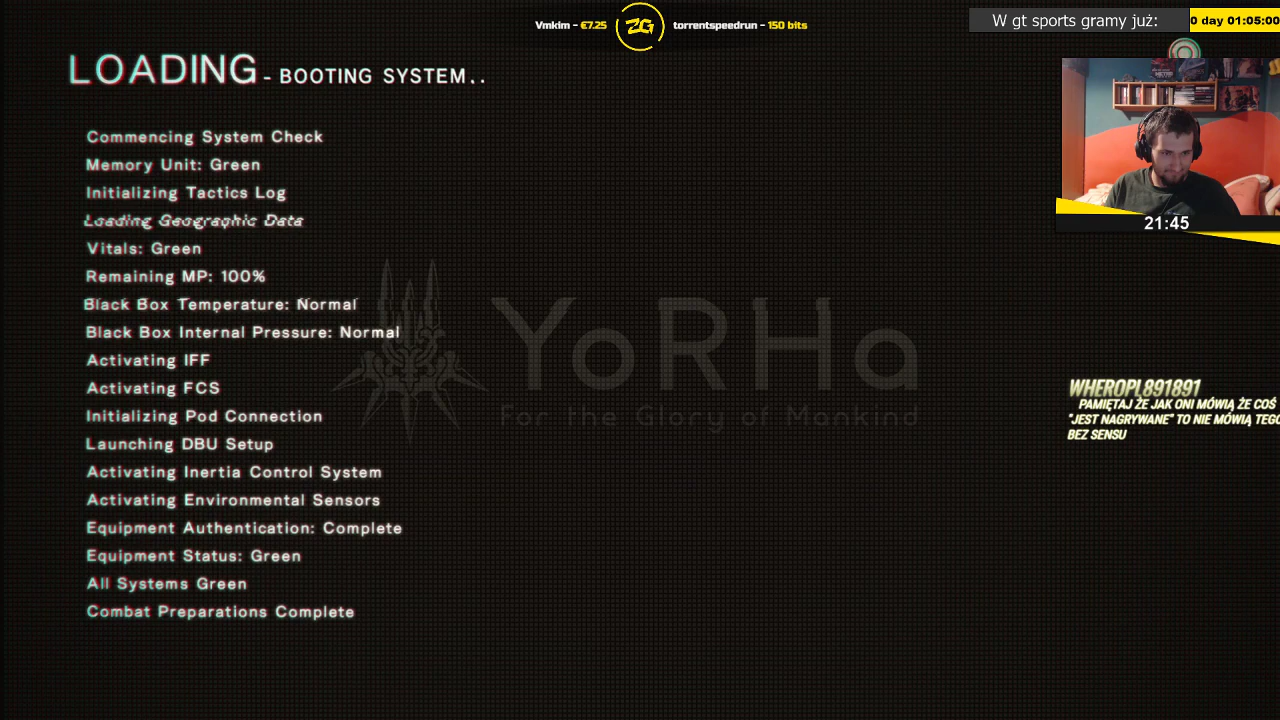 Vmkim - €7.25
ZG
torrentspeedrun - 150 bits
W gt sports gramy już:
0 day 01:05:00
LOADING - BOOTING SYSTEM..
Commencing System Check
Memory Unit: Green
Initializing Tactics Log
Loading Geographic Data
Vitals: Green
Remaining MP: 100%
Black Box Temperature: Normal
Black Box Internal Pressure: Normal
Activating IFF
Activating FCS
Initializing Pod Connection
Launching DBU Setup
Activating Inertia Control System
Activating Environmental Sensors
Equipment Authentication: Complete
Equipment Status: Green
All Systems Green
Combat Preparations Complete
YoRHa
For the Glory of Mankind
21:45
WHEROPL891891
PAMIĘTAJ ŻE JAK ONI MÓWIĄ ŻE COŚ
"JEST NAGRYWANE" TO NIE MÓWIĄ TEGO
BEZ SENSU